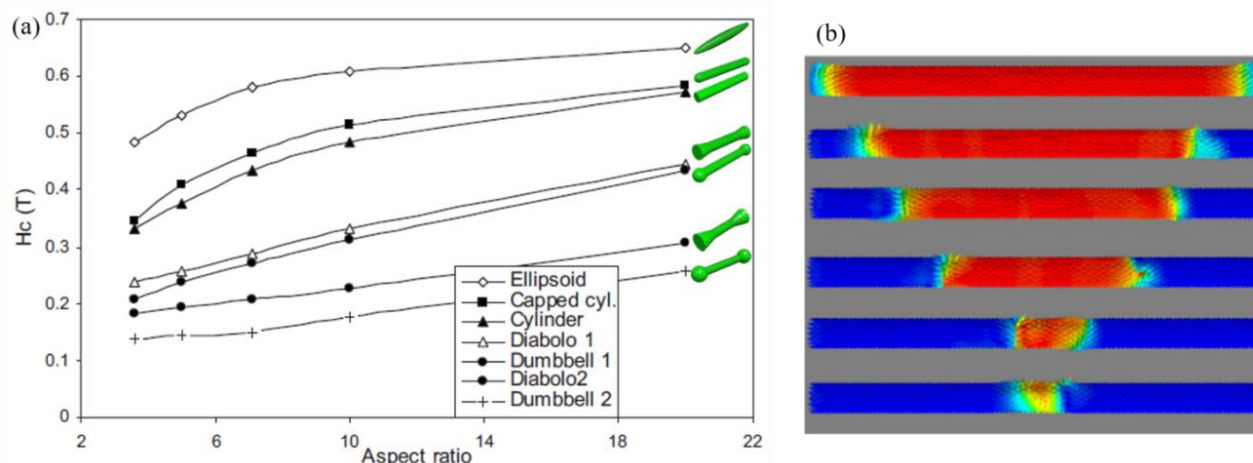 (a)
0.7
0.6
0.5
0.4
0.3
0.2
0.1
0
Hc (T)
2
6
10
14
18
22
Aspect ratio
Ellipsoid
Capped cyl.
Cylinder
Diabolo 1
Dumbbell 1
Diabolo2
Dumbbell 2
(b)